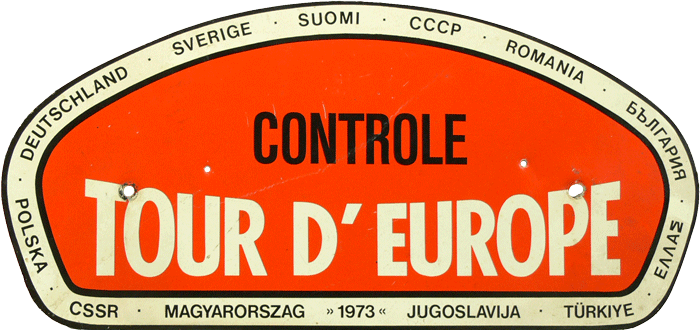 DEUTSCHLAND · SVERIGE · SUOMI · CCCP · ROMANIA · БЪЛГАРИЯ · ΕΛΛΑΣ ·
CONTROLE
TOUR D' EUROPE
POLSKA · CSSR · MAGYARORSZAG »1973« JUGOSLAVIJA · TÜRKIYE ·